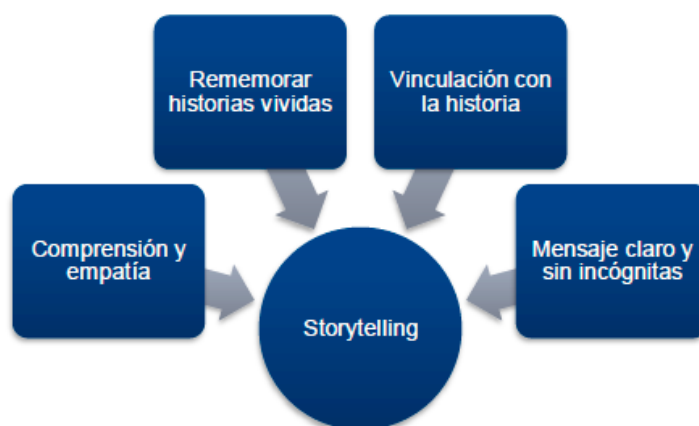 Rememorar
historias vividas
Vinculación con
la historia
Comprensión y
empatía
Mensaje claro y
sin incógnitas
Storytelling